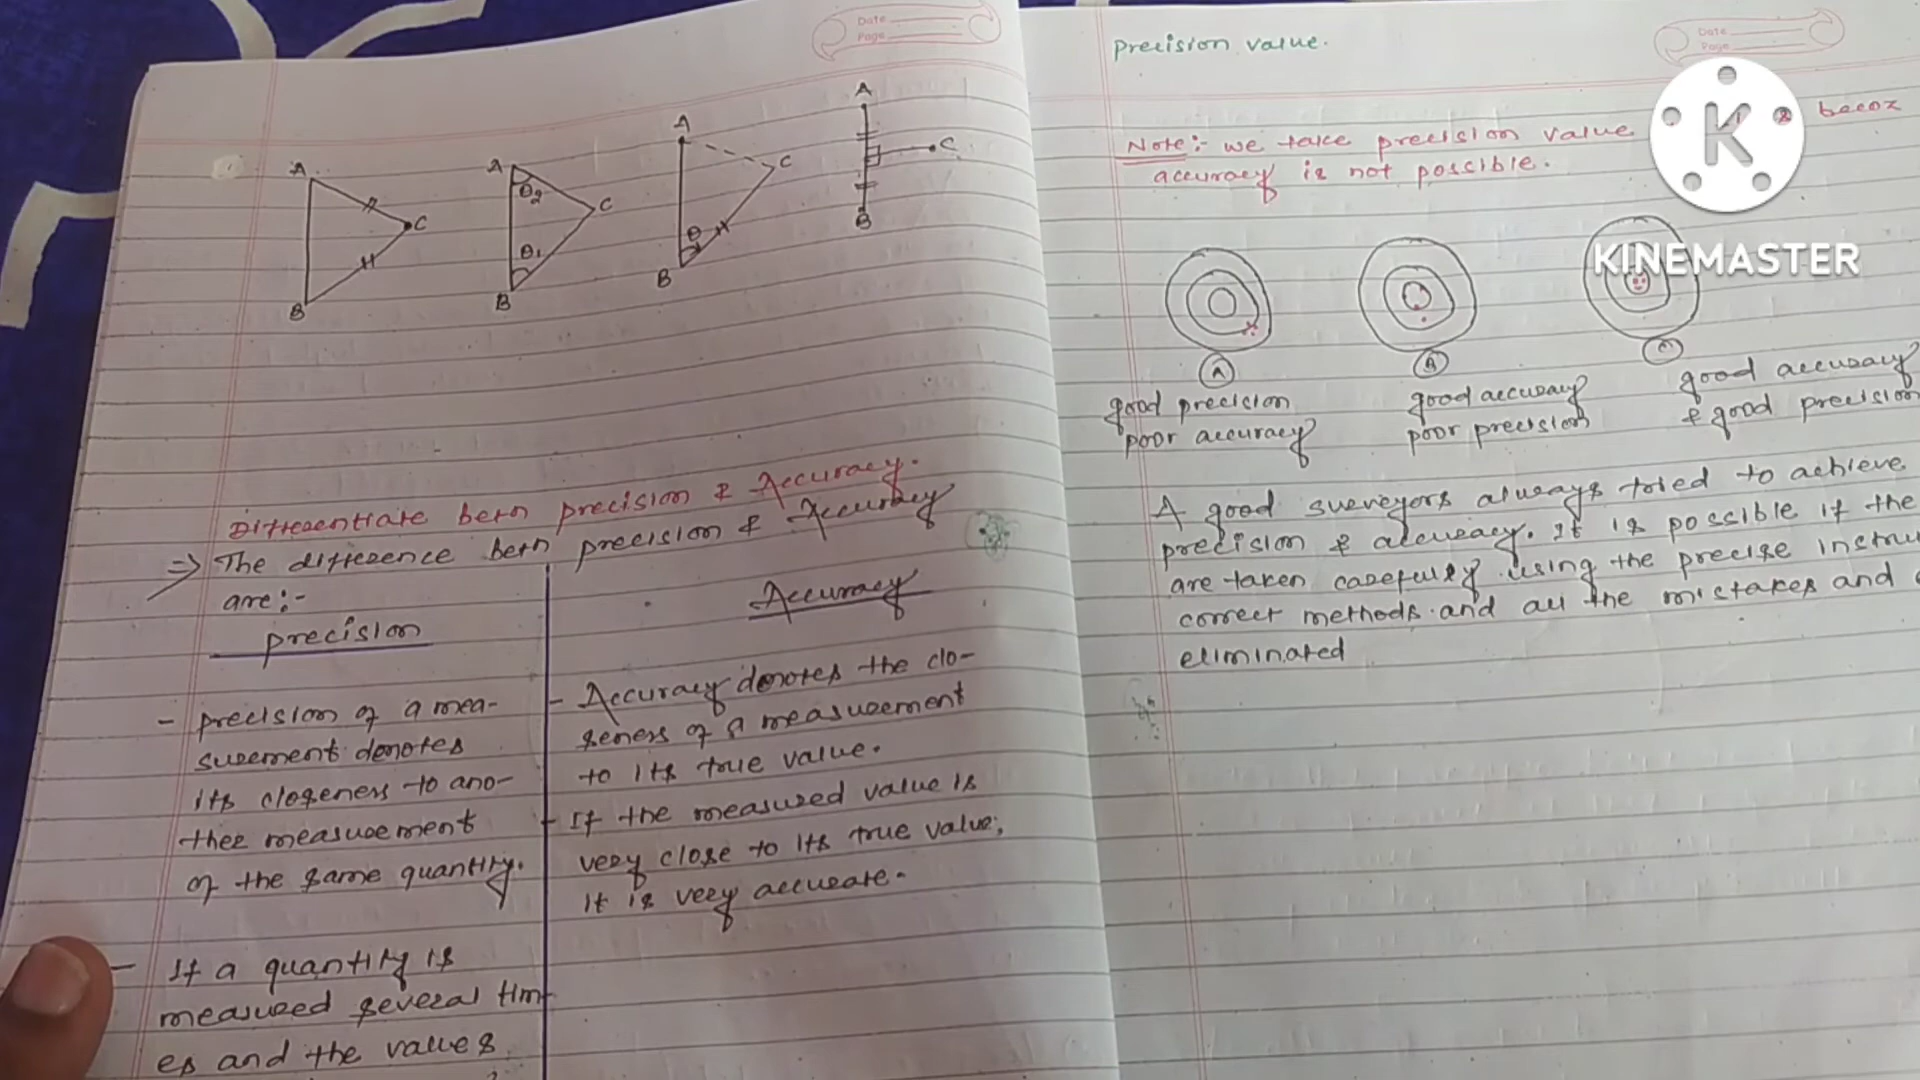 Date
Page
A
C
B
A
θ2
C
θ1
B
A
C
θ
B
A
C
B
Differentiate betn precision & Accuracy.
=> The difference betn precision & Accuracy
are:-
precision
Accuracy
- precision of a mea-
surement denotes
its closeness to ano-
ther measurement
of the same quantity.
- If a quantity is
measured several tim-
es and the values
- Accuracy denotes the clo-
seness of a measurement
to its true value.
- If the measured value is
very close to its true value,
it is very accurate.
precision value.
Date
Page
Note:- we take precision value becoz
accuracy is not possible.
K
KINEMASTER
A
good precision
poor accuracy
B
good accuracy
poor precision
C
good accuracy
& good precision
A good surveyors always tried to achieve
precision & accuracy. It is possible if the
are taken carefully using the precise instru
correct methods and all the mistakes and
eliminated